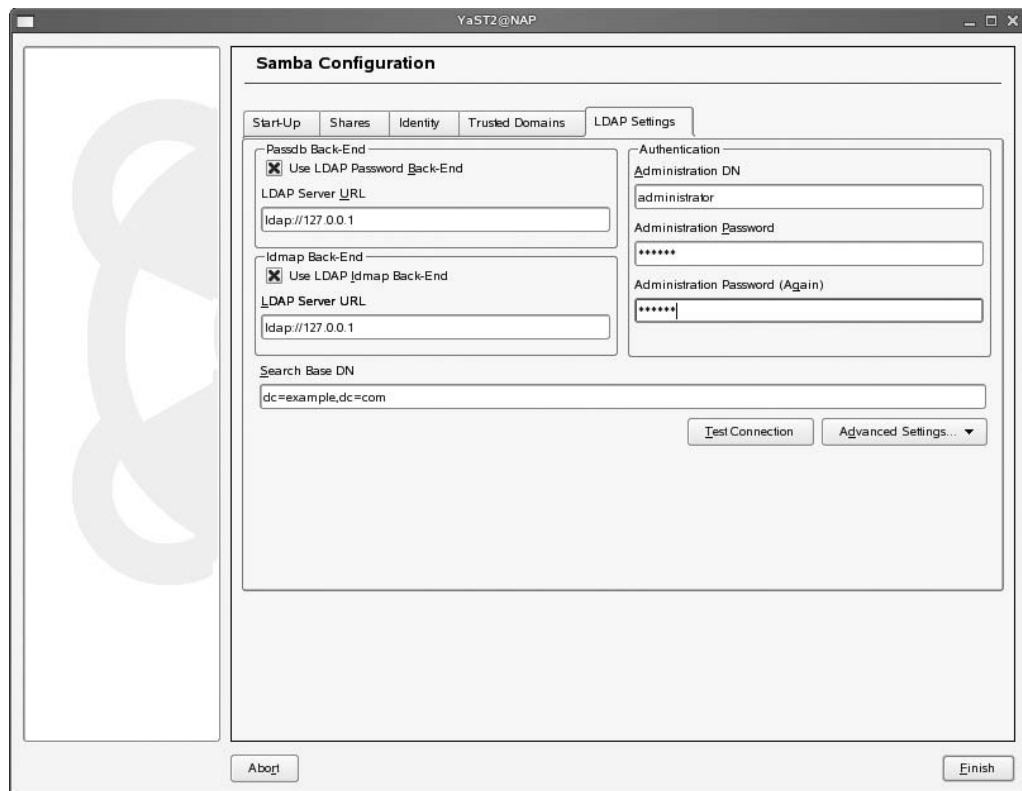 YaST2@NAP
Samba Configuration
Start-Up
Shares
Identity
Trusted Domains
LDAP Settings
Passdb Back-End
Use LDAP Password Back-End
LDAP Server URL
ldap://127.0.0.1
Idmap Back-End
Use LDAP Idmap Back-End
LDAP Server URL
ldap://127.0.0.1
Authentication
Administration DN
administrator
Administration Password
******
Administration Password (Again)
******
Search Base DN
dc=example,dc=com
Test Connection
Advanced Settings...
Abort
Finish